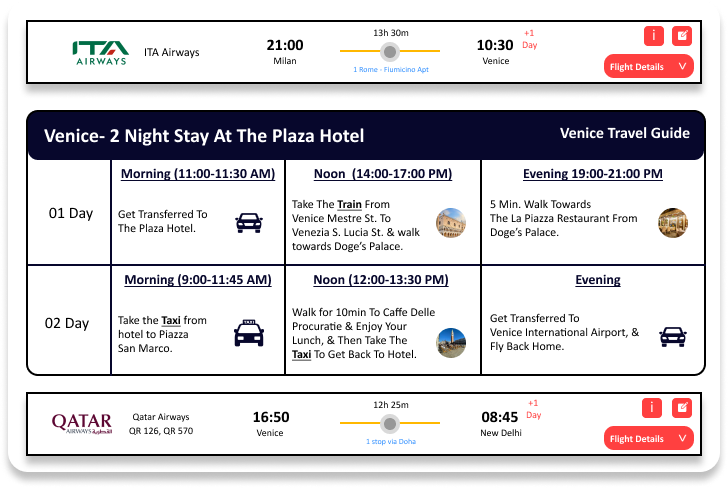 ITA
AIRWAYS
ITA Airways
21:00
Milan
13h 30m
1 Rome - Fiumicino Apt
10:30
Venice
+1
Day
i
Flight Details V
Venice- 2 Night Stay At The Plaza Hotel
Venice Travel Guide
Morning (11:00-11:30 AM)
Noon (14:00-17:00 PM)
Evening 19:00-21:00 PM
01 Day
Get Transferred To
The Plaza Hotel.
Take The Train From
Venice Mestre St. To
Venezia S. Lucia St. & walk
towards Doge's Palace.
5 Min. Walk Towards
The La Piazza Restaurant From
Doge's Palace.
Morning (9:00-11:45 AM)
Noon (12:00-13:30 PM)
Evening
02 Day
Take the Taxi from
hotel to Piazza
San Marco.
Walk for 10min To Caffe Delle
Procuratie & Enjoy Your
Lunch, & Then Take The
Taxi To Get Back To Hotel.
Get Transferred To
Venice International Airport, &
Fly Back Home.
QATAR
AIRWAYS القطرية
Qatar Airways
QR 126, QR 570
16:50
Venice
12h 25m
1 stop via Doha
08:45
New Delhi
+1
Day
i
Flight Details V